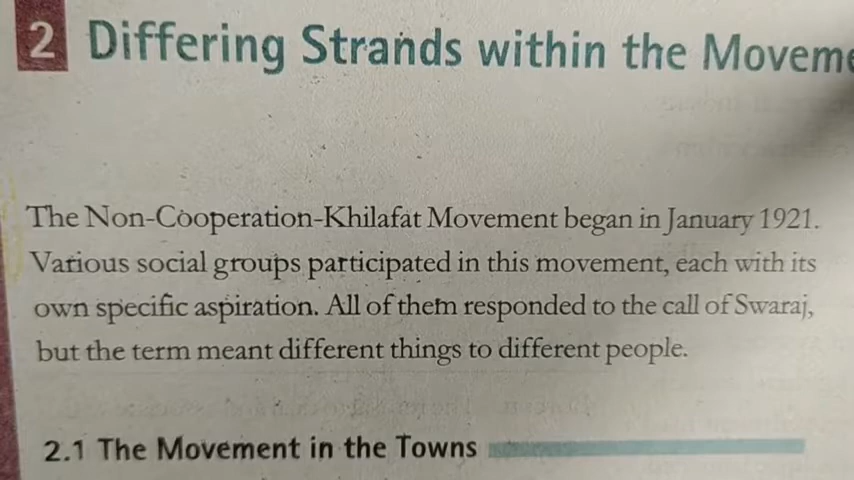 2 Differing Strands within the Moveme
The Non-Cooperation-Khilafat Movement began in January 1921.
Various social groups participated in this movement, each with its
own specific aspiration. All of them responded to the call of Swaraj,
but the term meant different things to different people.
2.1 The Movement in the Towns